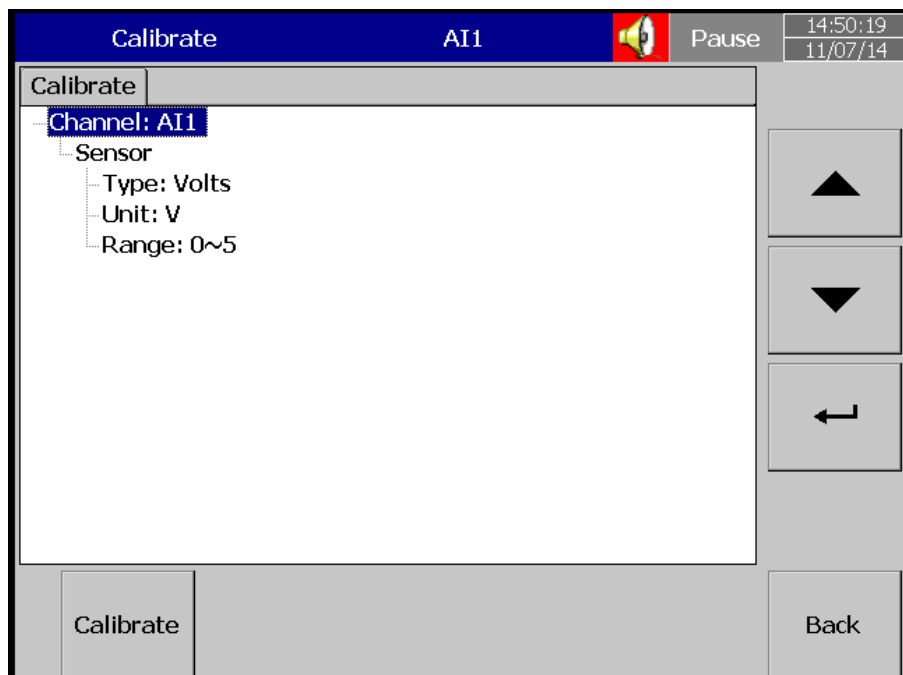 Calibrate AI1 Pause 14:50:19
11/07/14
Calibrate
Channel: AI1
Sensor
Type: Volts
Unit: V
Range: 0~5
Calibrate Back